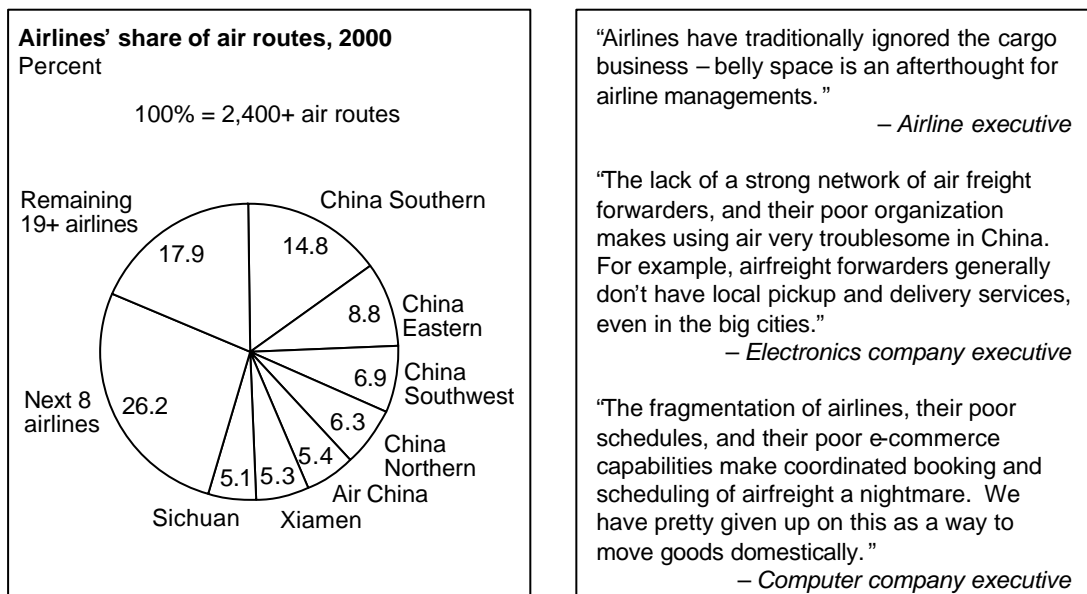 Airlines’ share of air routes, 2000
Percent
100% = 2,400+ air routes
Remaining
19+ airlines
17.9
China Southern
14.8
8.8
China
Eastern
6.9
China
Southwest
6.3
China
Northern
5.4
Air China
5.3
Xiamen
5.1
Sichuan
Next 8
airlines
26.2
“Airlines have traditionally ignored the cargo
business – belly space is an afterthought for
airline managements.”
– Airline executive
“The lack of a strong network of air freight
forwarders, and their poor organization
makes using air very troublesome in China.
For example, airfreight forwarders generally
don’t have local pickup and delivery services,
even in the big cities.”
– Electronics company executive
“The fragmentation of airlines, their poor
schedules, and their poor e-commerce
capabilities make coordinated booking and
scheduling of airfreight a nightmare. We
have pretty given up on this as a way to
move goods domestically.”
– Computer company executive